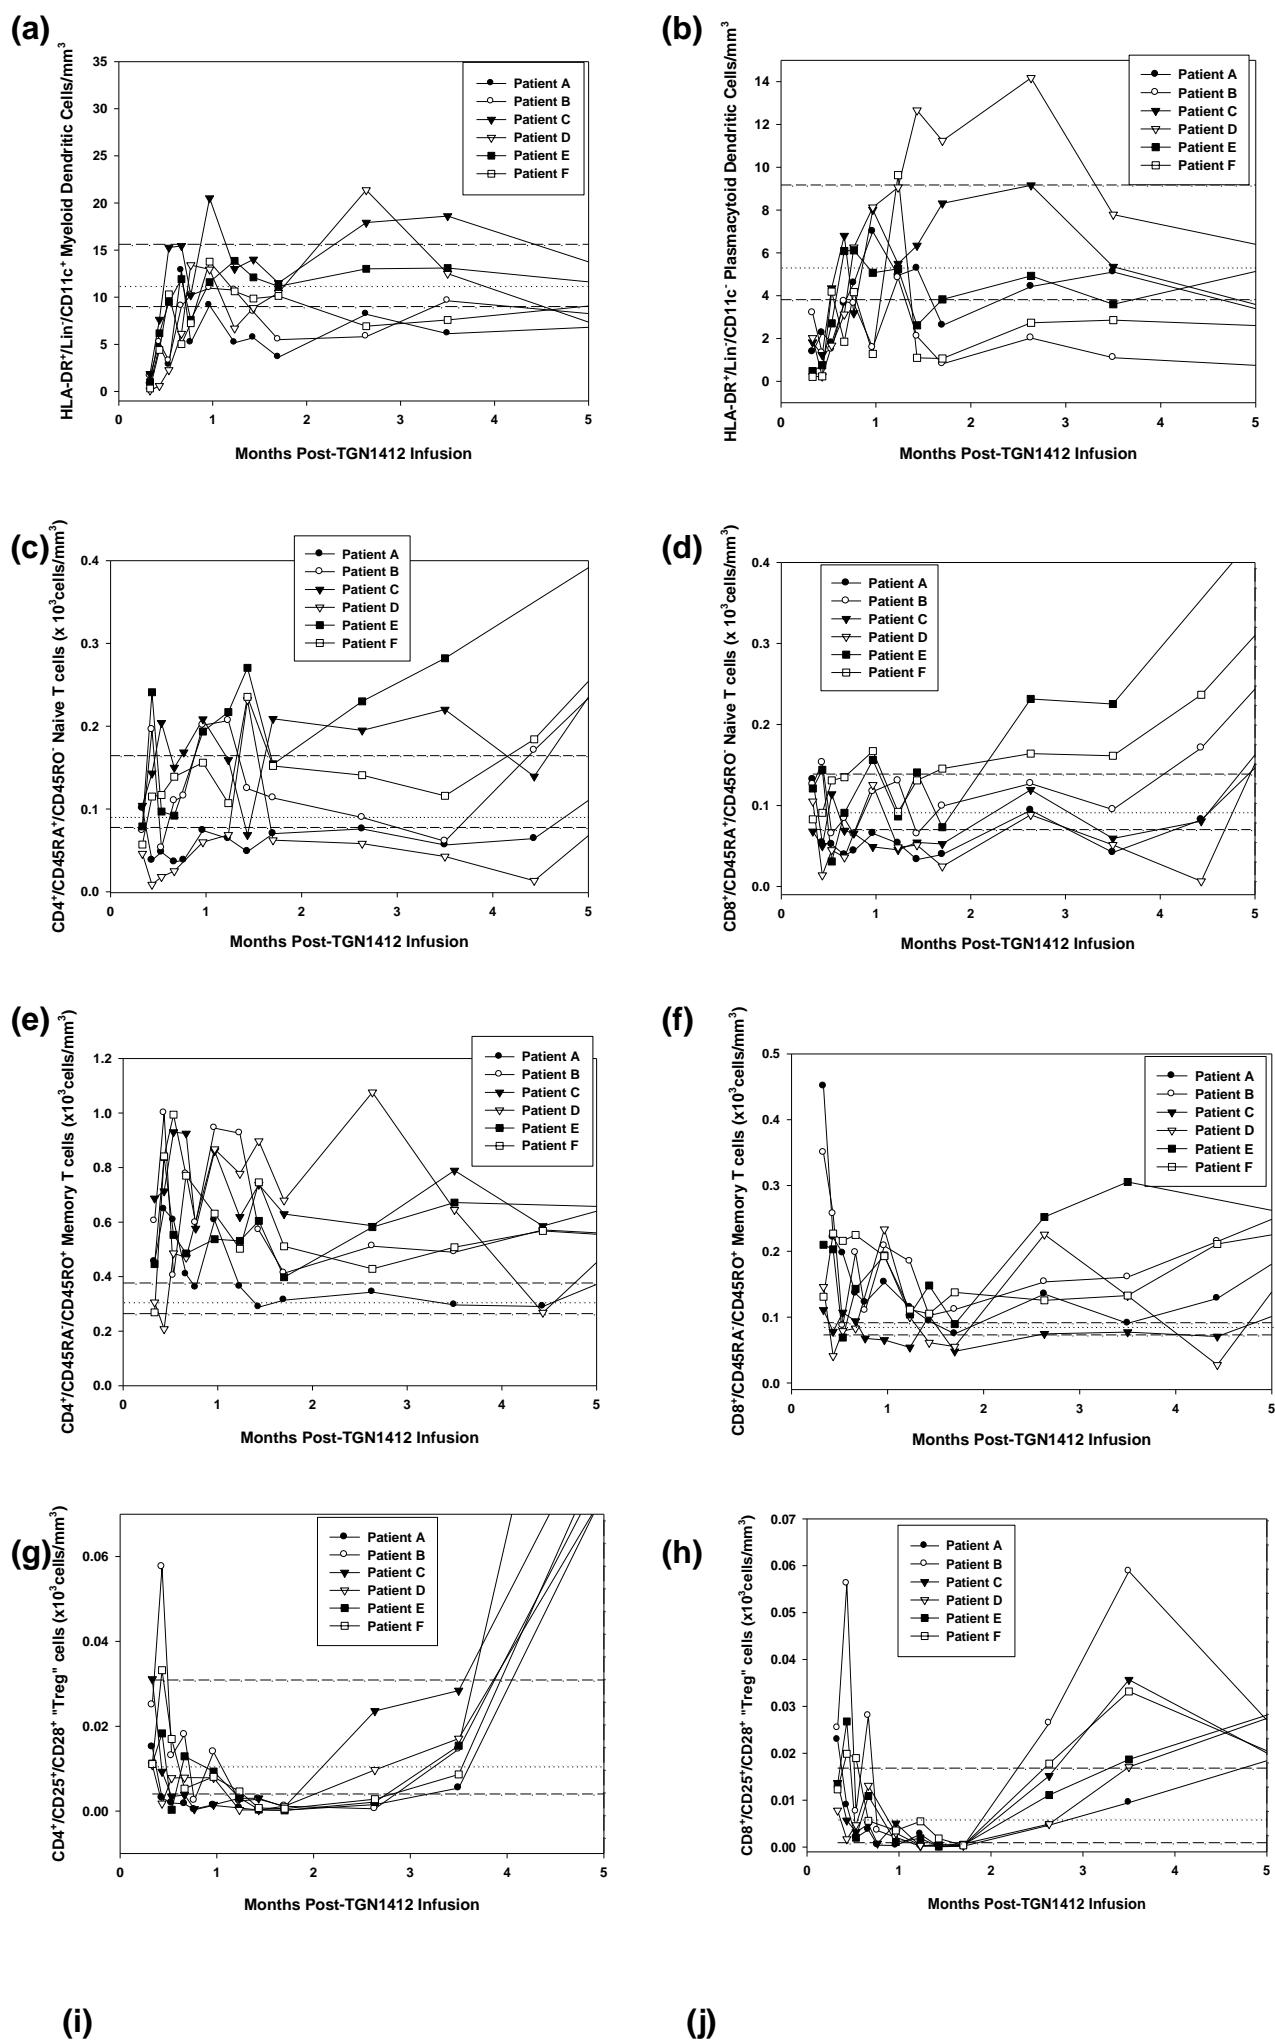 (a)
HLA-DR+/Lin-/CD11c+ Myeloid Dendritic Cells/mm3
35
30
25
20
15
10
5
0
Patient A
Patient B
Patient C
Patient D
Patient E
Patient F
0 1 2 3 4 5
Months Post-TGN1412 Infusion
(b)
HLA-DR+/Lin-/CD11c- Plasmacytoid Dendritic Cells/mm3
14
12
10
8
6
4
2
0
Patient A
Patient B
Patient C
Patient D
Patient E
Patient F
0 1 2 3 4 5
Months Post-TGN1412 Infusion
(c)
CD4+/CD45RA+/CD45RO- Naive T cells (x 103cells/mm3)
0.4
0.3
0.2
0.1
0.0
Patient A
Patient B
Patient C
Patient D
Patient E
Patient F
0 1 2 3 4 5
Months Post-TGN1412 Infusion
(d)
CD8+/CD45RA+/CD45RO- Naive T cells (x 103cells/mm3)
0.4
0.3
0.2
0.1
0.0
Patient A
Patient B
Patient C
Patient D
Patient E
Patient F
0 1 2 3 4 5
Months Post-TGN1412 Infusion
(e)
CD4+/CD45RA-/CD45RO+ Memory T cells (x103cells/mm3)
1.2
1.0
0.8
0.6
0.4
0.2
0.0
Patient A
Patient B
Patient C
Patient D
Patient E
Patient F
0 1 2 3 4 5
Months Post-TGN1412 Infusion
(f)
CD8+/CD45RA-/CD45RO+ Memory T cells (x103cells/mm3)
0.5
0.4
0.3
0.2
0.1
0.0
Patient A
Patient B
Patient C
Patient D
Patient E
Patient F
0 1 2 3 4 5
Months Post-TGN1412 Infusion
(g)
CD4+/CD25+/CD28+ "Treg" cells (x103cells/mm3)
0.06
0.04
0.02
0.00
Patient A
Patient B
Patient C
Patient D
Patient E
Patient F
0 1 2 3 4 5
Months Post-TGN1412 Infusion
(h)
CD8+/CD25+/CD28+ "Treg" cells (x103cells/mm3)
0.07
0.06
0.05
0.04
0.03
0.02
0.01
0.00
Patient A
Patient B
Patient C
Patient D
Patient E
Patient F
0 1 2 3 4 5
Months Post-TGN1412 Infusion
(i)
(j)